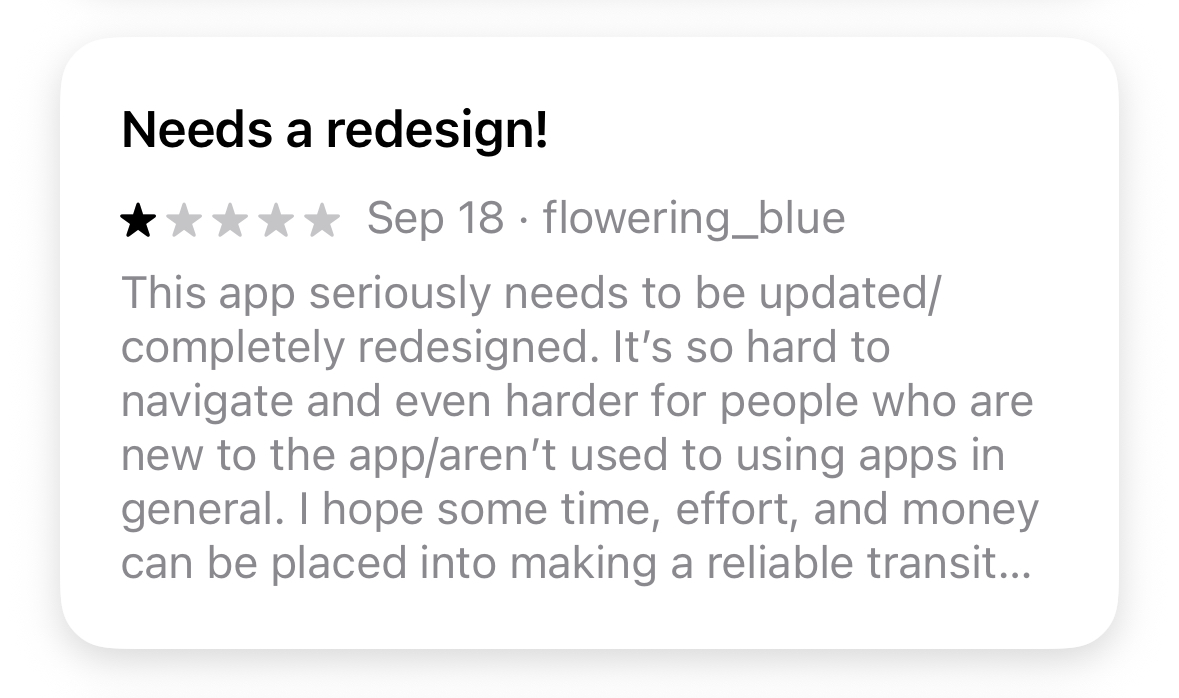 Needs a redesign!
Sep 18 · flowering_blue
This app seriously needs to be updated/
completely redesigned. It’s so hard to
navigate and even harder for people who are
new to the app/aren’t used to using apps in
general. I hope some time, effort, and money
can be placed into making a reliable transit...